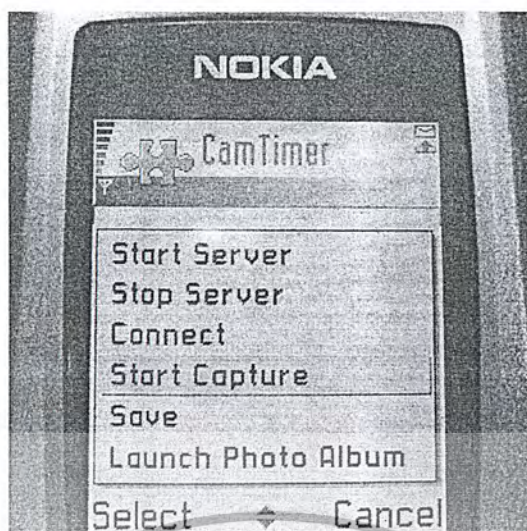 NOKIA
CamTimer
Start Server
Stop Server
Connect
Start Capture
Save
Launch Photo Album
Select Cancel